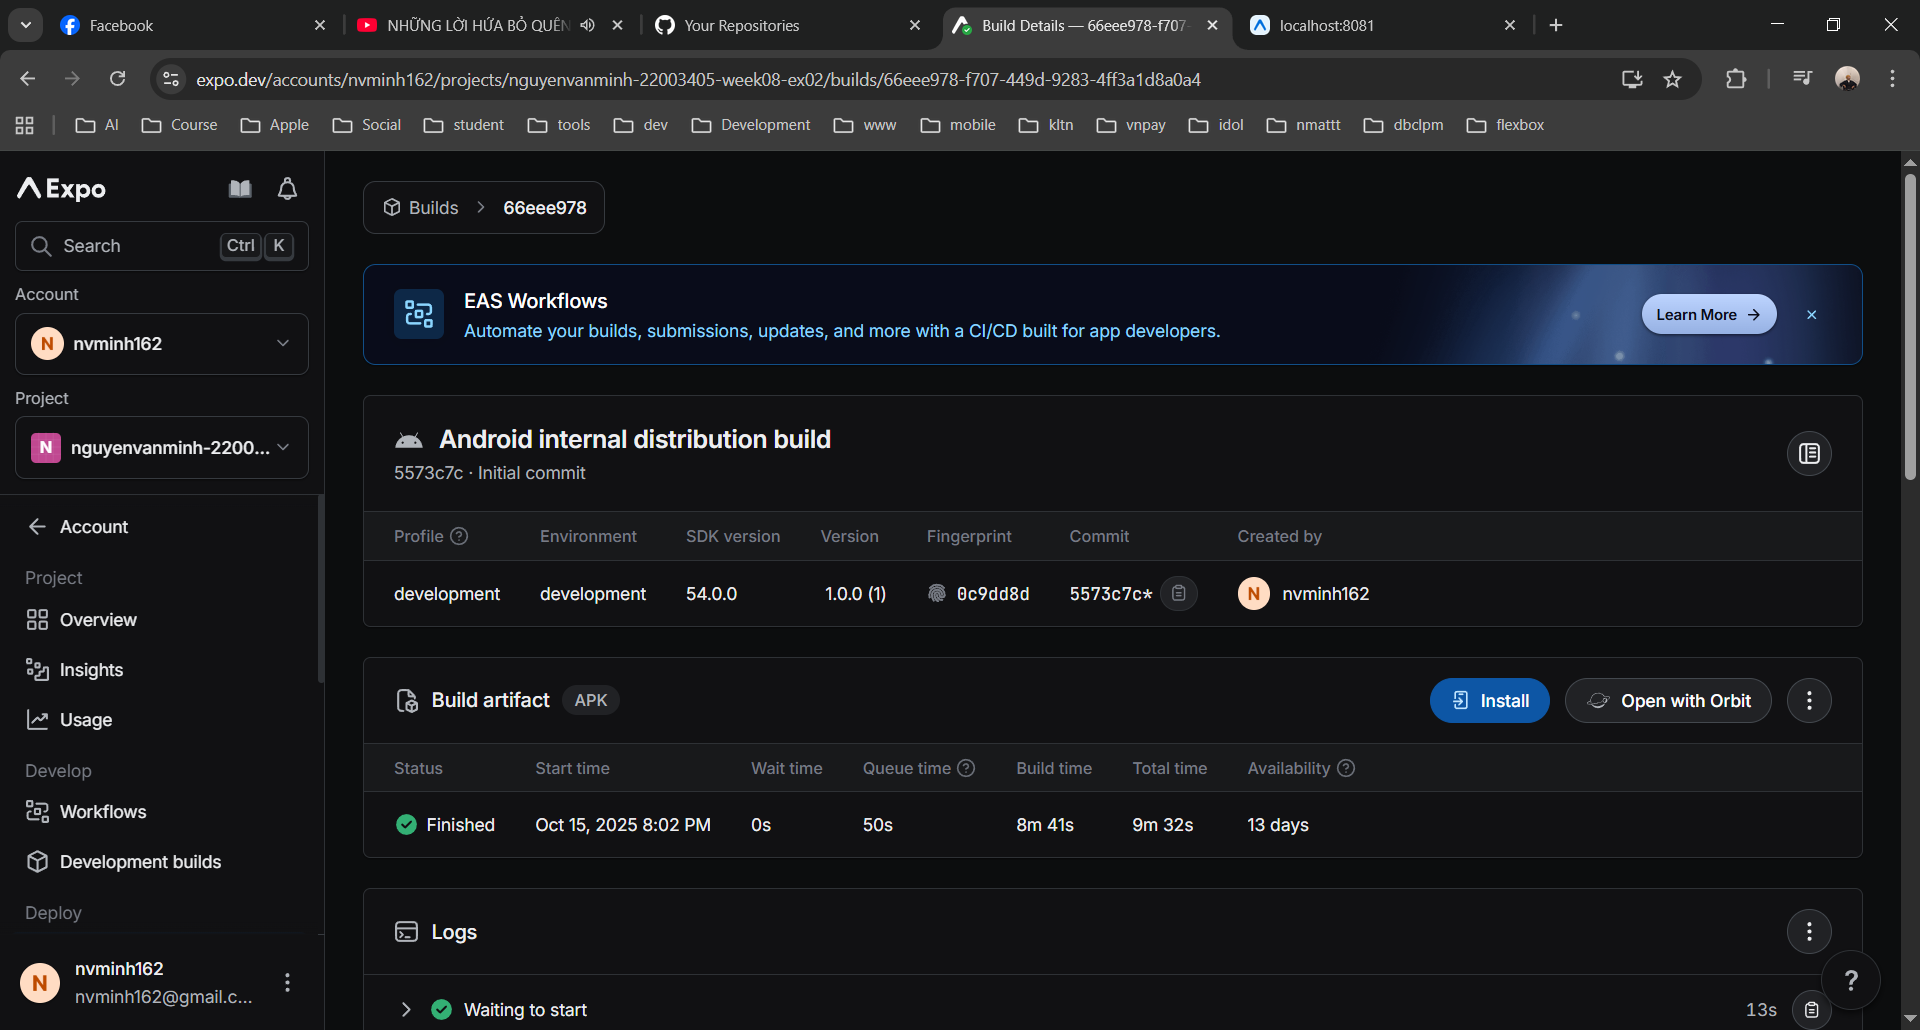 Facebook
NHỮNG LỜI HỨA BỎ QUÊN
Your Repositories
Build Details — 66eee978-f707-
localhost:8081
expo.dev/accounts/nvminh162/projects/nguyenvanminh-22003405-week08-ex02/builds/66eee978-f707-449d-9283-4ff3a1d8a0a4
AI
Course
Apple
Social
student
tools
dev
Development
www
mobile
kltn
vnpay
idol
nmattt
dbclpm
flexbox
Expo
Search
Ctrl K
Account
N nvminh162
Project
N nguyenvanminh-2200...
Account
Project
Overview
Insights
Usage
Develop
Workflows
Development builds
Deploy
N
nvminh162
nvminh162@gmail.c...
Builds > 66eee978
EAS Workflows
Automate your builds, submissions, updates, and more with a CI/CD built for app developers.
Learn More →
Android internal distribution build
5573c7c · Initial commit
Profile Environment SDK version Version Fingerprint Commit Created by
development development 54.0.0 1.0.0 (1) 0c9dd8d 5573c7c* N nvminh162
Build artifact APK
Install
Open with Orbit
Status Start time Wait time Queue time Build time Total time Availability
Finished Oct 15, 2025 8:02 PM 0s 50s 8m 41s 9m 32s 13 days
Logs
Waiting to start
13s
?